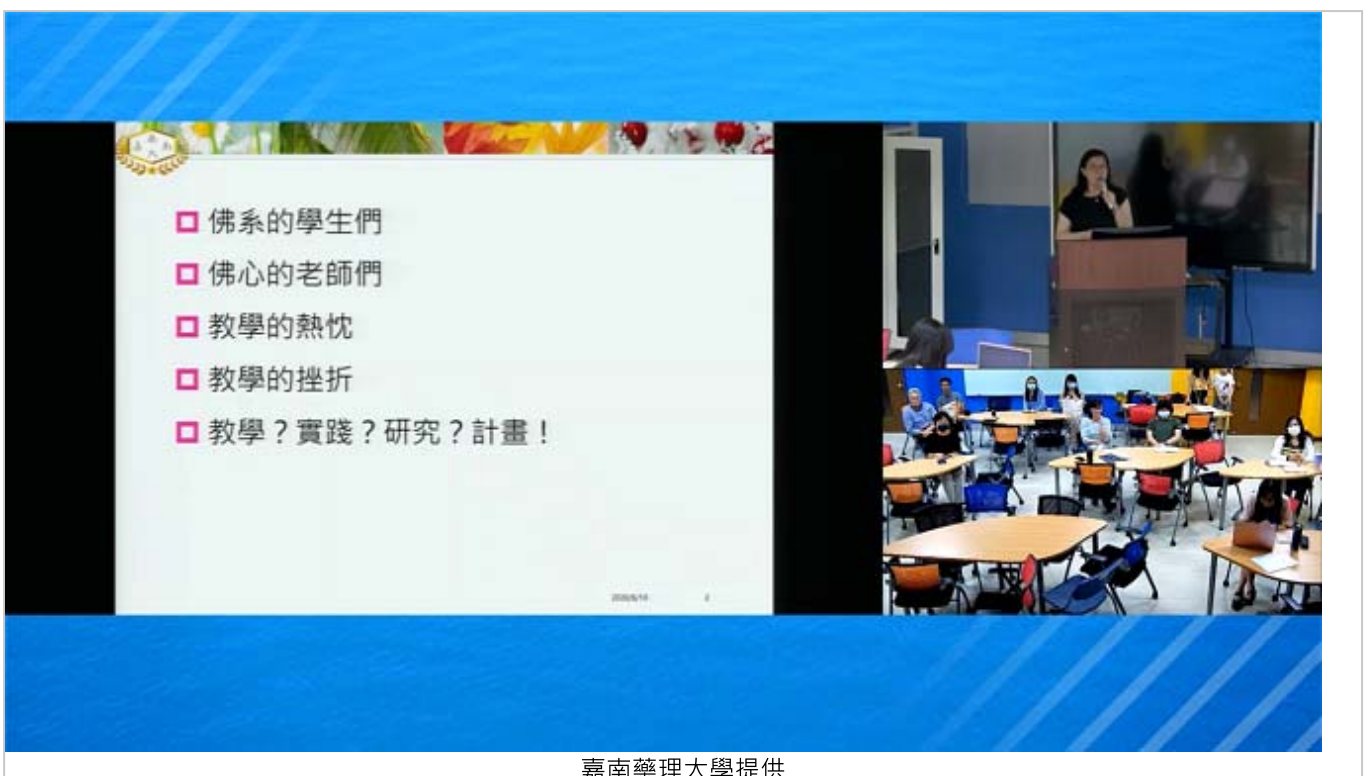 佛系的學生們
佛心的老師們
教學的熱忱
教學的挫折
教學？實踐？研究？計畫！
2
嘉南藥理大學提供